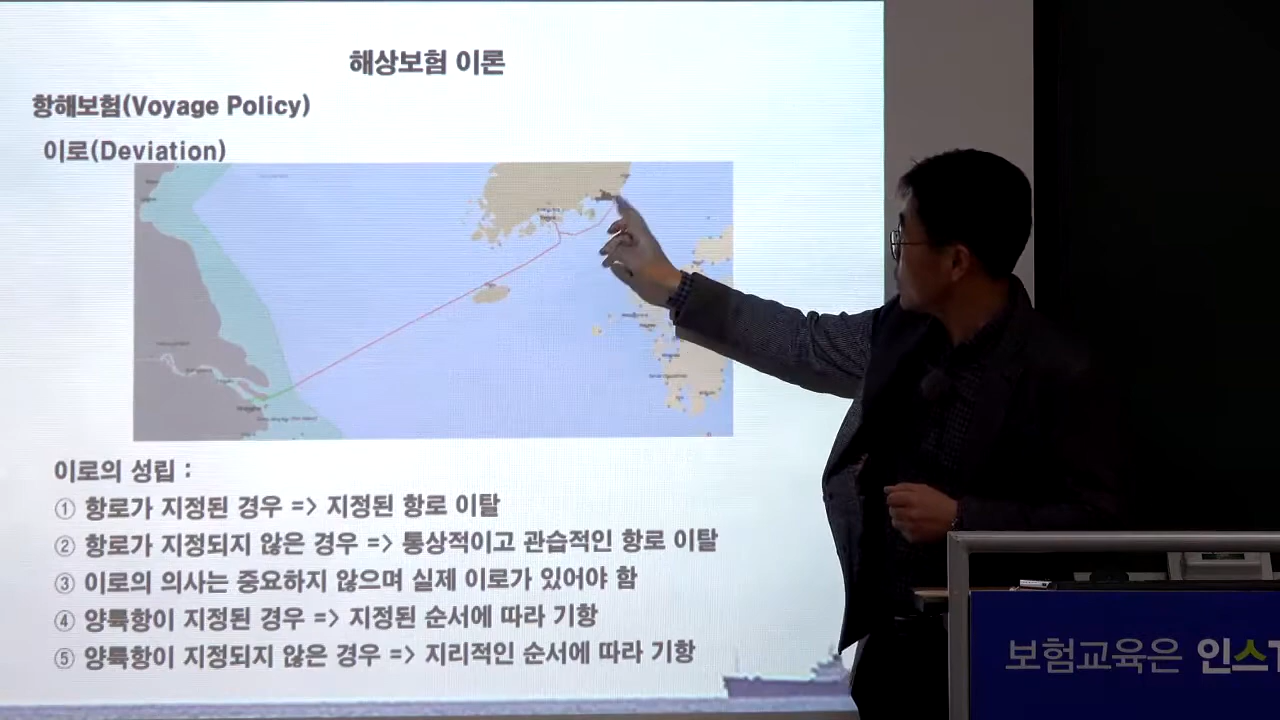 해상보험 이론
항해보험(Voyage Policy)
이로(Deviation)
이로의 성립 :
① 항로가 지정된 경우 => 지정된 항로 이탈
② 항로가 지정되지 않은 경우 => 통상적이고 관습적인 항로 이탈
③ 이로의 의사는 중요하지 않으며 실제 이로가 있어야 함
④ 양륙항이 지정된 경우 => 지정된 순서에 따라 기항
⑤ 양륙항이 지정되지 않은 경우 => 지리적인 순서에 따라 기항
보험교육은 인스